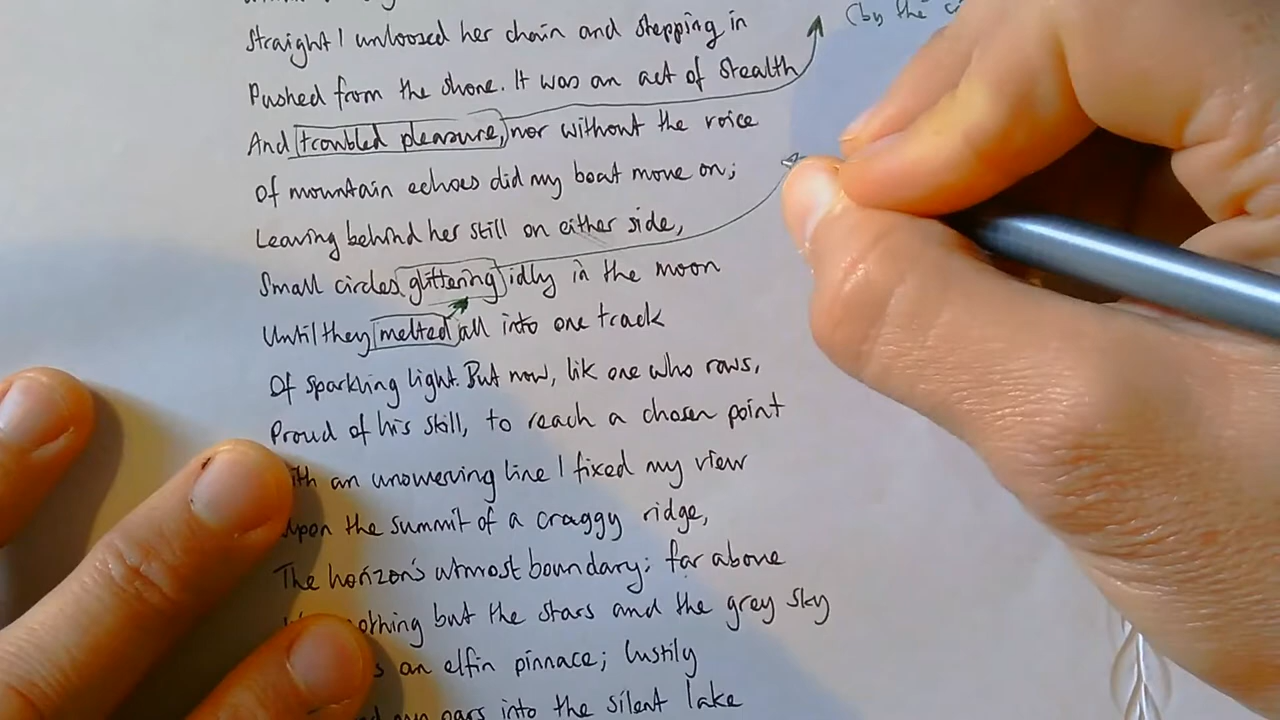 (by the
Straight I unloosed her chain and stepping in
Pushed from the shore. It was an act of stealth
And troubled pleasure, nor without the voice
Of mountain echoes did my boat move on;
Leaving behind her still on either side,
Small circles glittering idly in the moon
Until they melted all into one track
Of sparkling light. But now, lik one who rows,
Proud of his skill, to reach a chosen point
an unswerving line I fixed my view
upon the summit of a craggy ridge,
The horizon's utmost boundary; far above
but the stars and the grey sky
an elfin pinnace; lustily
oars into the silent lake